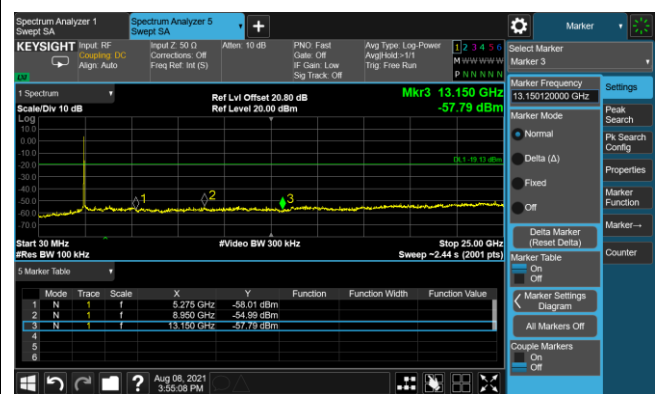 Spectrum Analyzer 1
Swept SA
Spectrum Analyzer 5
Swept SA
+
Marker
KEYSIGHT
Input: RF
Coupling: DC
Align: Auto
Input Z: 50 Ω
Corrections: Off
Freq Ref: Int (S)
Atten: 10 dB
PNO: Fast
Gate: Off
IF Gain: Low
Sig Track: Off
Avg Type: Log-Power
Avg|Hold:>1/1
Trig: Free Run
1 2 3 4 5 6
M W W W W W
P N N N N N
LXI
Select Marker
Marker 3
1 Spectrum
Scale/Div 10 dB
Ref Lvl Offset 20.80 dB
Ref Level 20.00 dBm
Mkr3 13.150 GHz
-57.79 dBm
Log
10.0
0.00
-10.0
-20.0
-30.0
-40.0
-50.0
-60.0
-70.0
DL1 -19.13 dBm
1
2
3
Start 30 MHz
#Res BW 100 kHz
#Video BW 300 kHz
Stop 25.00 GHz
Sweep ~2.44 s (2001 pts)
5 Marker Table
Mode Trace Scale X Y Function Function Width Function Value
1 N 1 f 5.275 GHz -58.01 dBm
2 N 1 f 8.950 GHz -54.99 dBm
3 N 1 f 13.150 GHz -57.79 dBm
4
5
6
Marker Frequency
13.150120000 GHz
Marker Mode
Normal
Delta (Δ)
Fixed
Off
Delta Marker
(Reset Delta)
Marker Table
On
Off
Marker Settings
Diagram
All Markers Off
Couple Markers
On
Off
Settings
Peak
Search
Pk Search
Config
Properties
Marker
Function
Marker→
Counter
?
Aug 08, 2021
3:55:08 PM